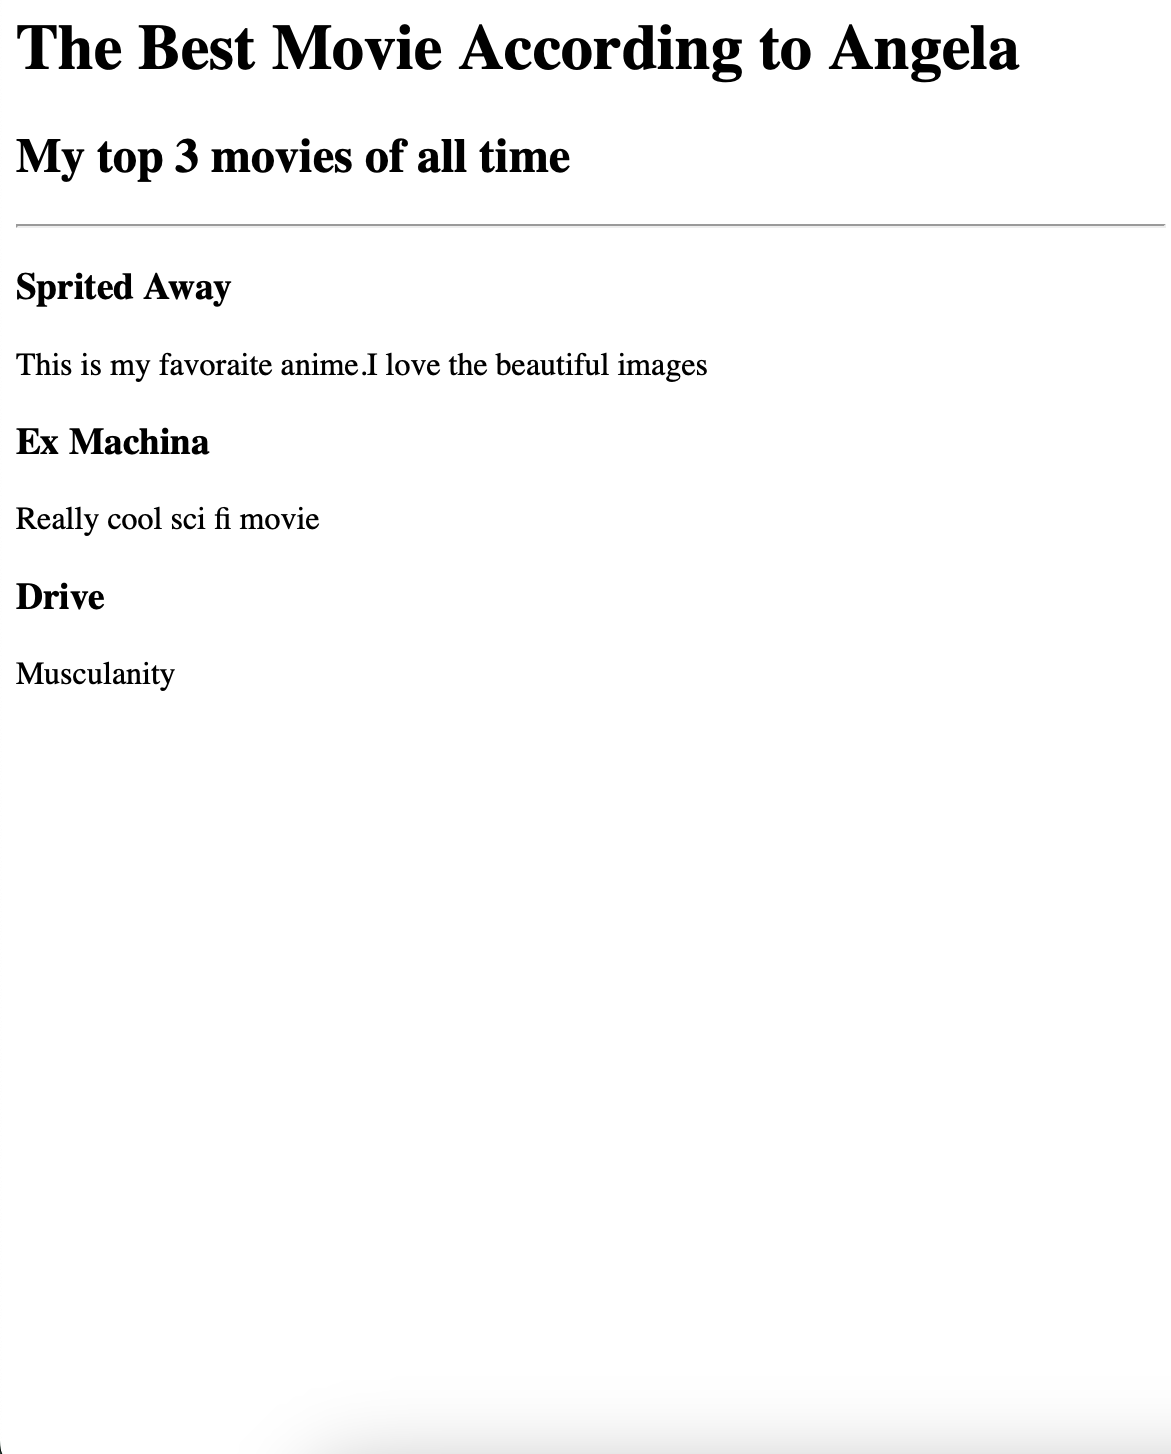 The Best Movie According to Angela
My top 3 movies of all time
Sprited Away
This is my favoraite anime.I love the beautiful images
Ex Machina
Really cool sci fi movie
Drive
Musculanity